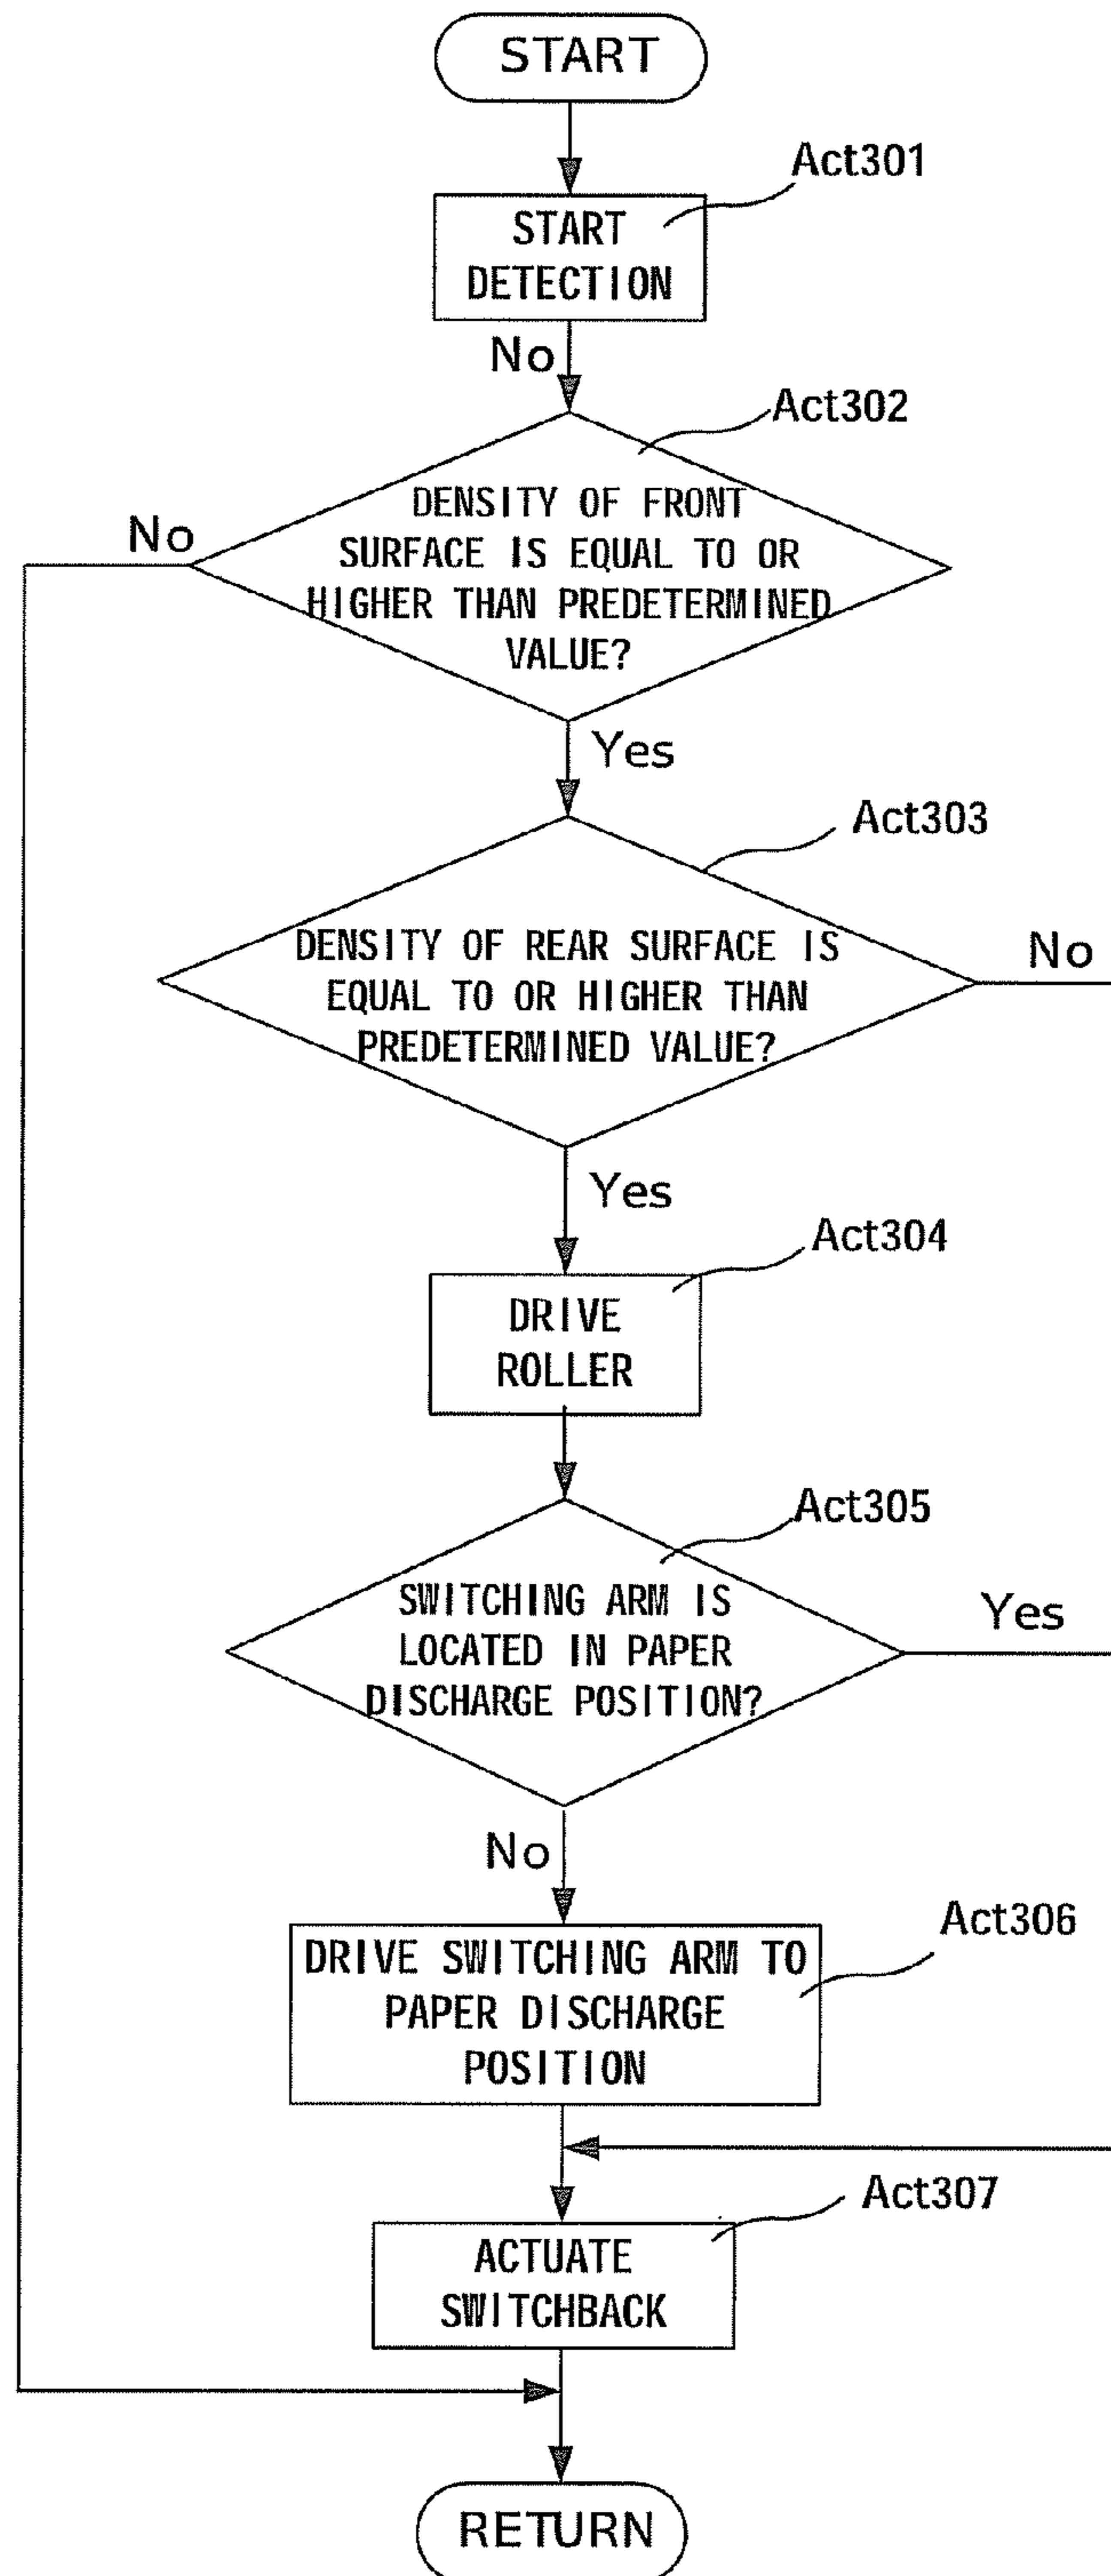 START
Act301
START
DETECTION
No
Act302
No
DENSITY OF FRONT
SURFACE IS EQUAL TO OR
HIGHER THAN PREDETERMINED
VALUE?
Yes
Act303
DENSITY OF REAR SURFACE IS
EQUAL TO OR HIGHER THAN
PREDETERMINED VALUE?
No
Yes
Act304
DRIVE
ROLLER
Act305
SWITCHING ARM IS
LOCATED IN PAPER
DISCHARGE POSITION?
Yes
No
Act306
DRIVE SWITCHING ARM TO
PAPER DISCHARGE
POSITION
Act307
ACTUATE
SWITCHBACK
RETURN